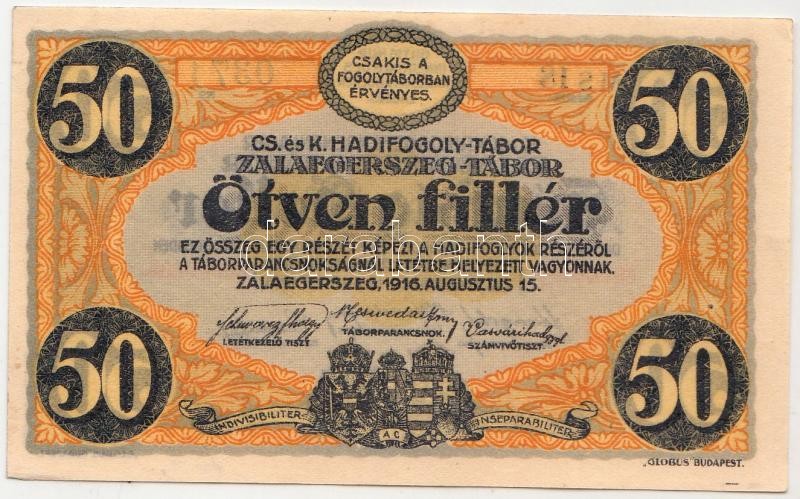 50
CSAKIS A
FOGOLYTÁBORBAN
ÉRVÉNYES.
50
CS. és K. HADIFOGOLY-TÁBOR
ZALAEGERSZEG-TÁBOR
Ötven fillér
EZ ÖSSZEG EGY RÉSZÉT KÉPEZI A HADIFOGLYOK RÉSZÉRŐL
A TÁBORPARANCSNOKSÁGNÁL LETÉTBE HELYEZETT VAGYONNAK.
ZALAEGERSZEG, 1916. AUGUSZTUS 15.
LETÉTKEZELŐ TISZT
TÁBORPARANCSNOK.
SZÁMVIVŐTISZT.
50
INDIVISIBILITER
A C
INSEPARABILITER
50
„GLOBUS" BUDAPEST.